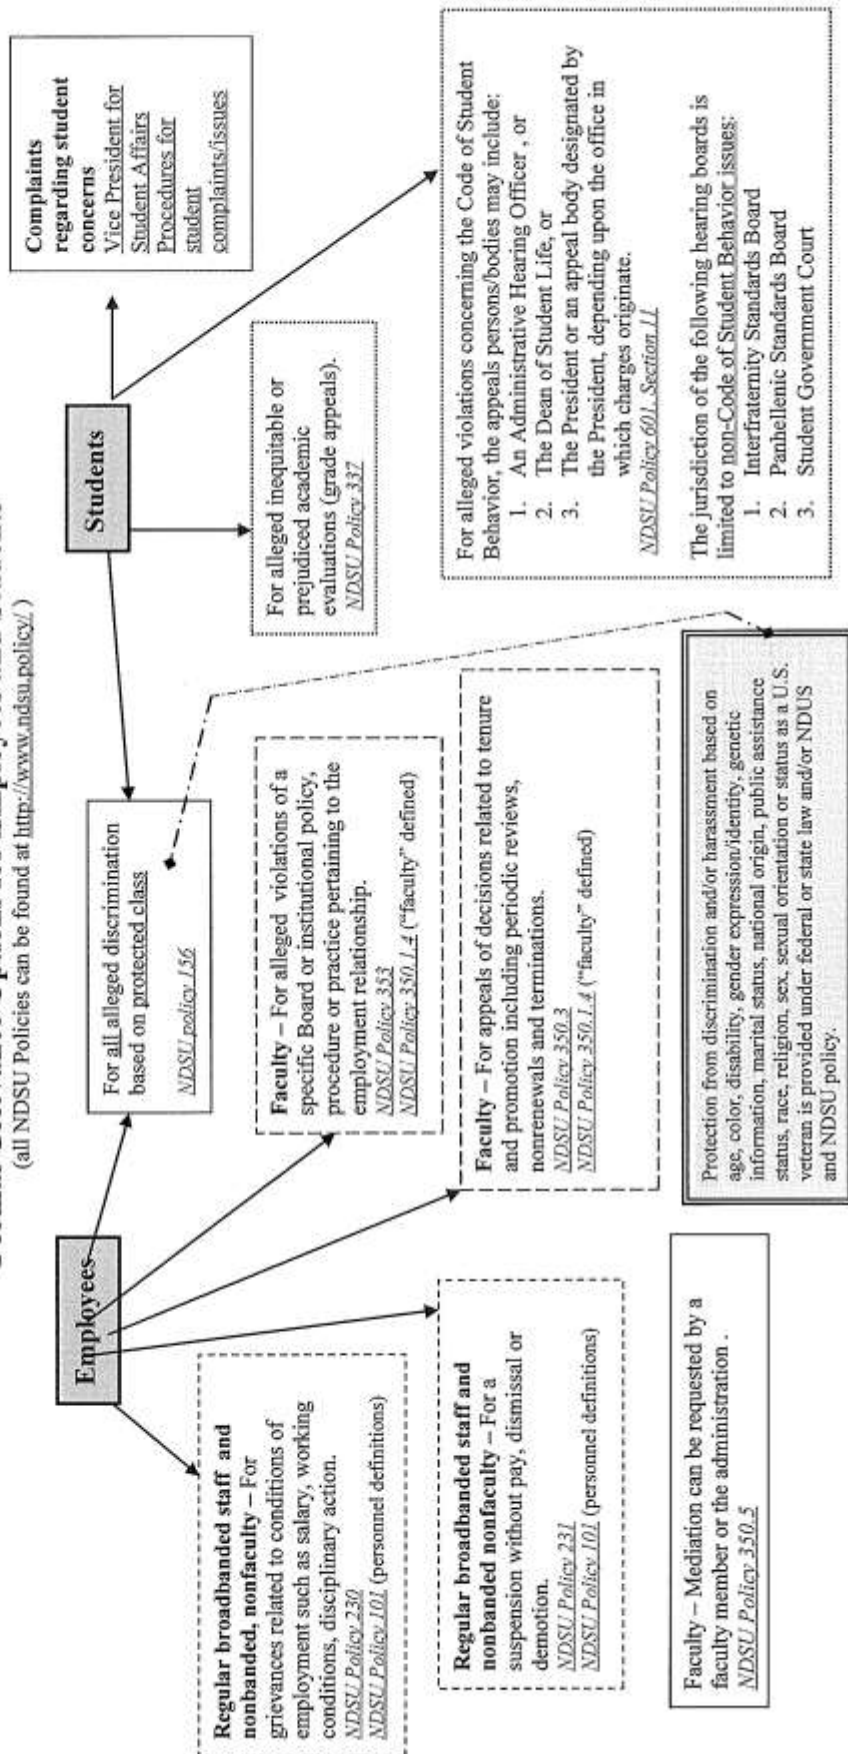 (all NDSU Policies can be found at http://www.ndsu.policy/ )
Employees
Students
Complaints
regarding student
concerns
Vice President for
Student Affairs
Procedures for
student
complaints/issues
For all alleged discrimination
based on protected class
NDSU policy 156
Regular broadbanded staff and
nonbanded, nonfaculty – For
grievances related to conditions of
employment such as salary, working
conditions, disciplinary action.
NDSU Policy 230
NDSU Policy 101 (personnel definitions)
Faculty – For alleged violations of a
specific Board or institutional policy,
procedure or practice pertaining to the
employment relationship.
NDSU Policy 353
NDSU Policy 350.1.4 ("faculty" defined)
For alleged inequitable or
prejudiced academic
evaluations (grade appeals).
NDSU Policy 337
Regular broadbanded staff and
nonbanded nonfaculty – For a
suspension without pay, dismissal or
demotion.
NDSU Policy 231
NDSU Policy 101 (personnel definitions)
Faculty – For appeals of decisions related to tenure
and promotion including periodic reviews,
nonrenewals and terminations.
NDSU Policy 350.3
NDSU Policy 350.1.4 ("faculty" defined)
For alleged violations concerning the Code of Student
Behavior, the appeals persons/bodies may include:
1. An Administrative Hearing Officer , or
2. The Dean of Student Life, or
3. The President or an appeal body designated by
the President, depending upon the office in
which charges originate.
NDSU Policy 601, Section 11
The jurisdiction of the following hearing boards is
limited to non-Code of Student Behavior issues:
1. Interfraternity Standards Board
2. Panhellenic Standards Board
3. Student Government Court
Faculty – Mediation can be requested by a
faculty member or the administration .
NDSU Policy 350.5
Protection from discrimination and/or harassment based on
age, color, disability, gender expression/identity, genetic
information, marital status, national origin, public assistance
status, race, religion, sex, sexual orientation or status as a U.S.
veteran is provided under federal or state law and/or NDUS
and NDSU policy.